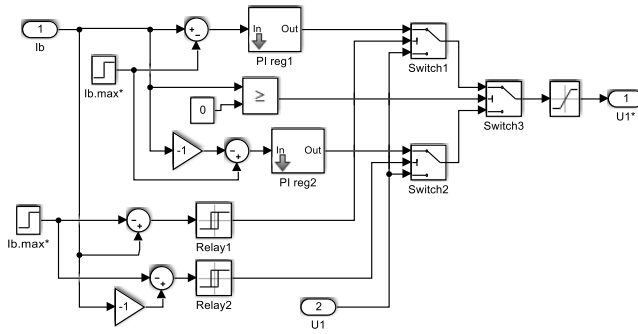 1
Ib
Ib.max*
+
−
In
Out
PI reg1
Switch1
0
≥
Switch3
1
U1*
-1
−
+
In
Out
PI reg2
Switch2
Ib.max*
−
+
Relay1
−
+
Relay2
-1
2
U1